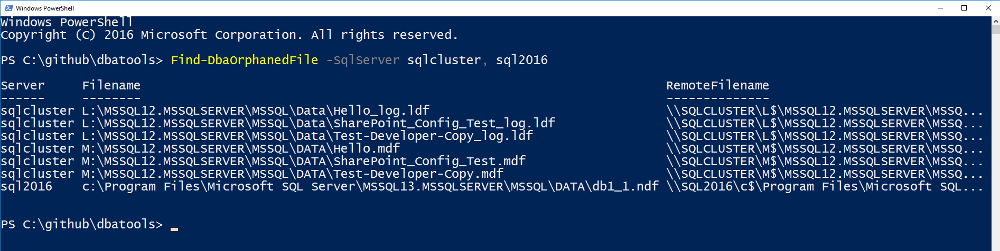 Windows PowerShell
Windows PowerShell
Copyright (C) 2016 Microsoft Corporation. All rights reserved.
PS C:\github\dbatools> Find-DbaOrphanedFile -SqlServer sqlcluster, sql2016
Server     Filename                                                                        RemoteFilename
------     --------                                                                        --------------
sqlcluster L:\MSSQL12.MSSQLSERVER\MSSQL\Data\Hello_log.ldf                                 \\SQLCLUSTER\L$\MSSQL12.MSSQLSERVER\MSSQ...
sqlcluster L:\MSSQL12.MSSQLSERVER\MSSQL\Data\SharePoint_Config_Test_log.ldf                \\SQLCLUSTER\L$\MSSQL12.MSSQLSERVER\MSSQ...
sqlcluster L:\MSSQL12.MSSQLSERVER\MSSQL\Data\Test-Developer-Copy_log.ldf                   \\SQLCLUSTER\L$\MSSQL12.MSSQLSERVER\MSSQ...
sqlcluster M:\MSSQL12.MSSQLSERVER\MSSQL\DATA\Hello.mdf                                     \\SQLCLUSTER\M$\MSSQL12.MSSQLSERVER\MSSQ...
sqlcluster M:\MSSQL12.MSSQLSERVER\MSSQL\DATA\SharePoint_Config_Test.mdf                    \\SQLCLUSTER\M$\MSSQL12.MSSQLSERVER\MSSQ...
sqlcluster M:\MSSQL12.MSSQLSERVER\MSSQL\DATA\Test-Developer-Copy.mdf                       \\SQLCLUSTER\M$\MSSQL12.MSSQLSERVER\MSSQ...
sql2016    c:\Program Files\Microsoft SQL Server\MSSQL13.MSSQLSERVER\MSSQL\DATA\db1_1.ndf \\SQL2016\c$\Program Files\Microsoft SQL...
PS C:\github\dbatools>